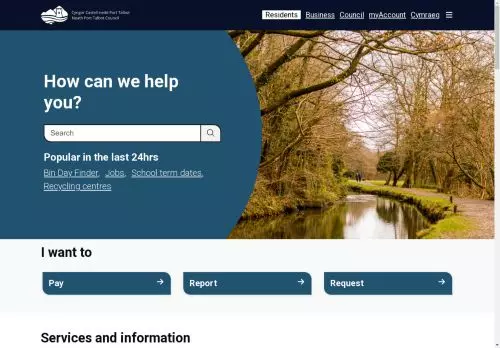 Cyngor Castell-nedd Port Talbot
Neath Port Talbot Council
Residents Business Council myAccount Cymraeg
How can we help
you?
Search
Popular in the last 24hrs
Bin Day Finder, Jobs, School term dates,
Recycling centres
I want to
Pay Report Request
Services and information